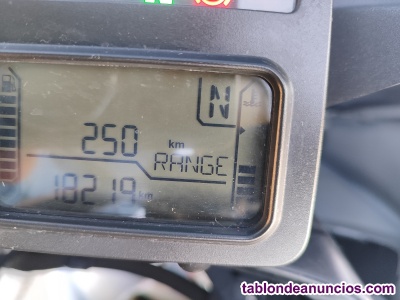 N
N
250 km
RANGE
18219 km
tablondeanuncios.com